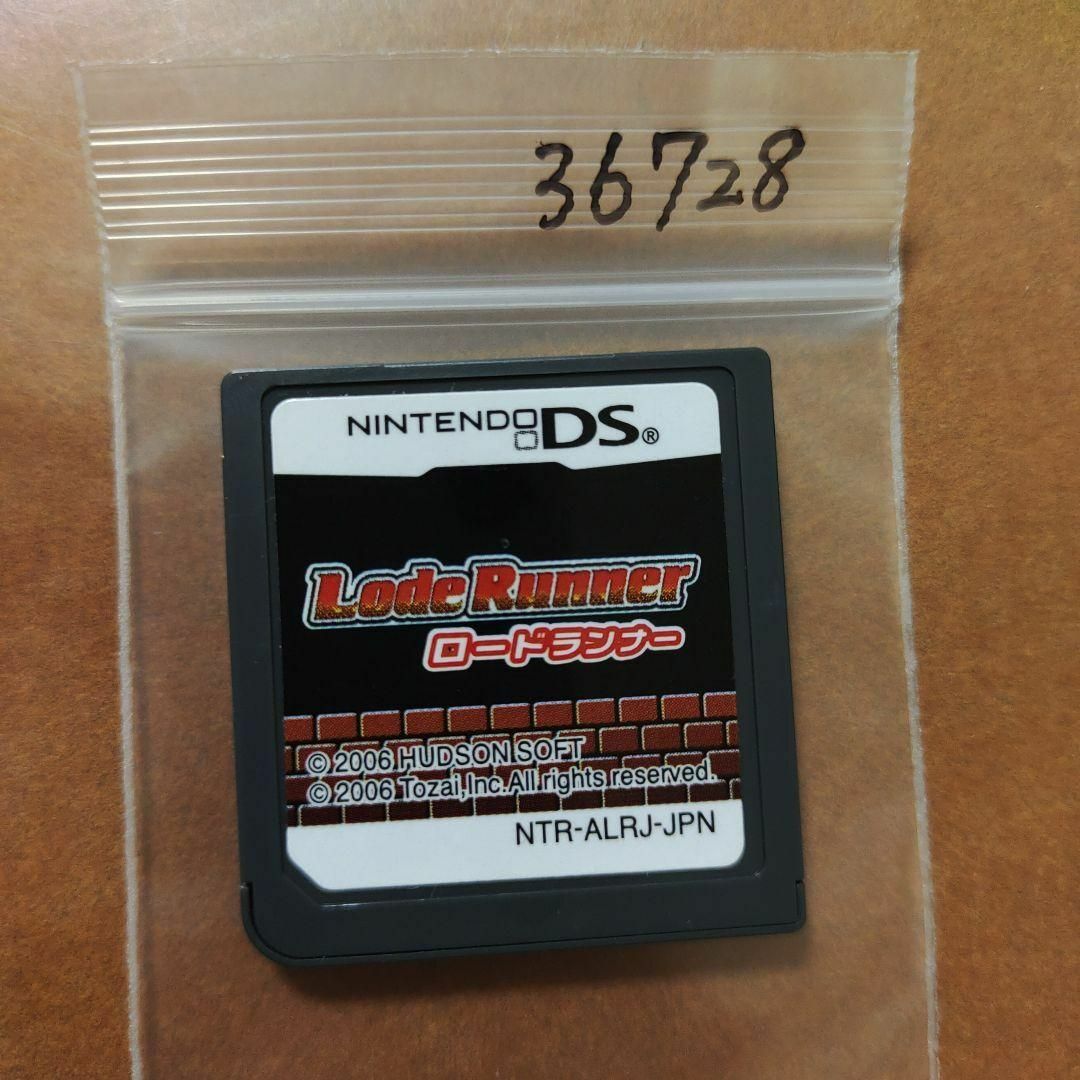 36728
NINTENDO DS®
Lode Runner
ロードランナー
© 2006 HUDSON SOFT
© 2006 Tozai,Inc.All rights reserved.
NTR-ALRJ-JPN